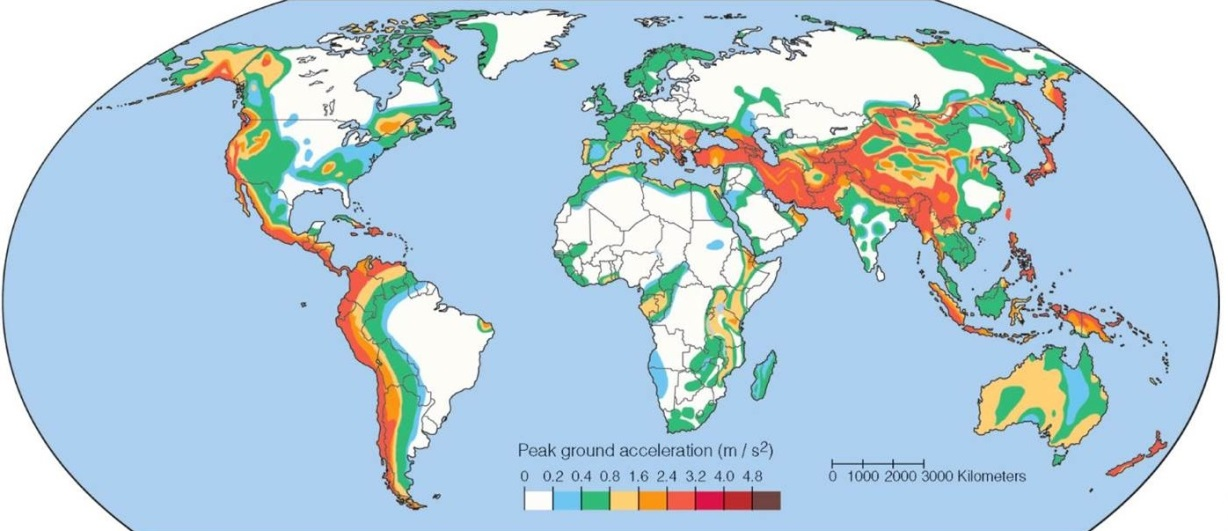 Peak ground acceleration (m / s2)
0 0.2 0.4 0.8 1.6 2.4 3.2 4.0 4.8
0 1000 2000 3000 Kilometers